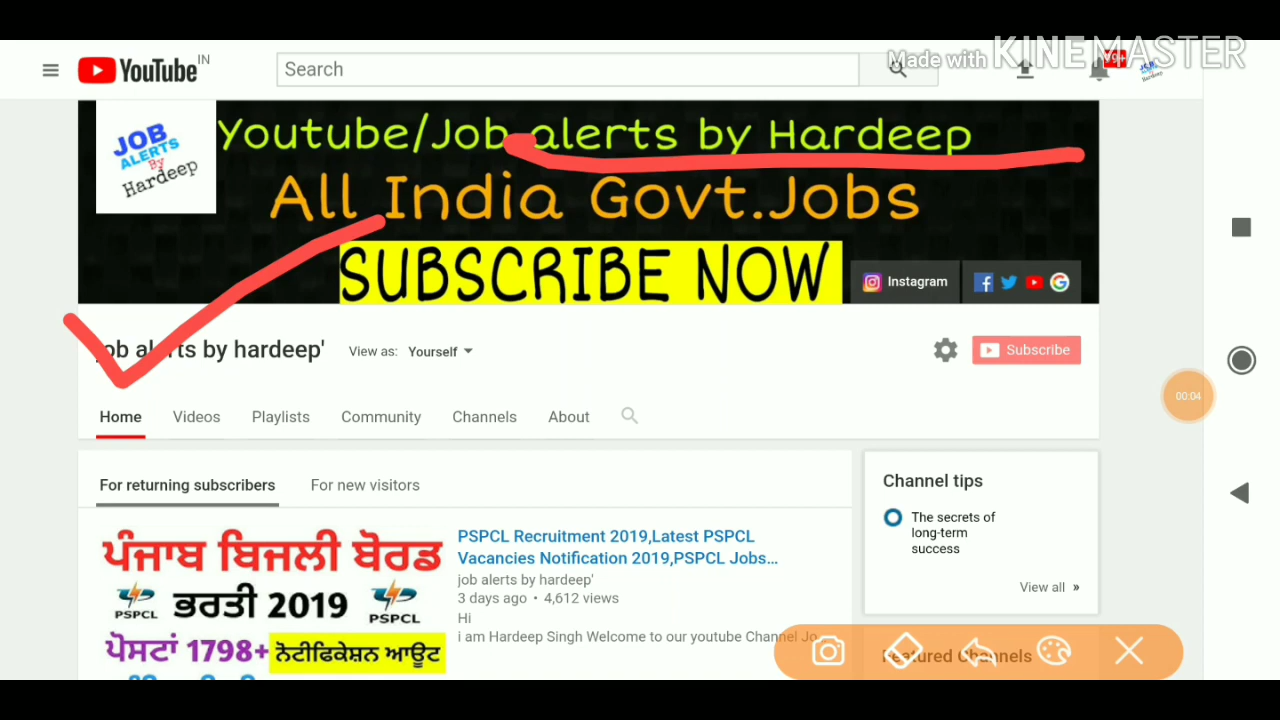 Made with KINEMASTER
YouTube IN
Search
99+
JOB
ALERTS
By
Hardeep
Youtube/Job alerts by Hardeep
All India Govt.Jobs
SUBSCRIBE NOW
Instagram
job alerts by hardeep'
View as: Yourself
Subscribe
Home Videos Playlists Community Channels About
00:04
For returning subscribers For new visitors
ਪੰਜਾਬ ਬਿਜਲੀ ਬੋਰਡ
PSPCL ਭਰਤੀ 2019 PSPCL
ਪੋਸਟਾਂ 1798+ ਨੋਟੀਫਿਕੇਸ਼ਨ ਆਊਟ
PSPCL Recruitment 2019,Latest PSPCL
Vacancies Notification 2019,PSPCL Jobs...
job alerts by hardeep'
3 days ago • 4,612 views
Hi
i am Hardeep Singh Welcome to our youtube Channel Jo
Channel tips
The secrets of
long-term
success
View all »
Featured Channels